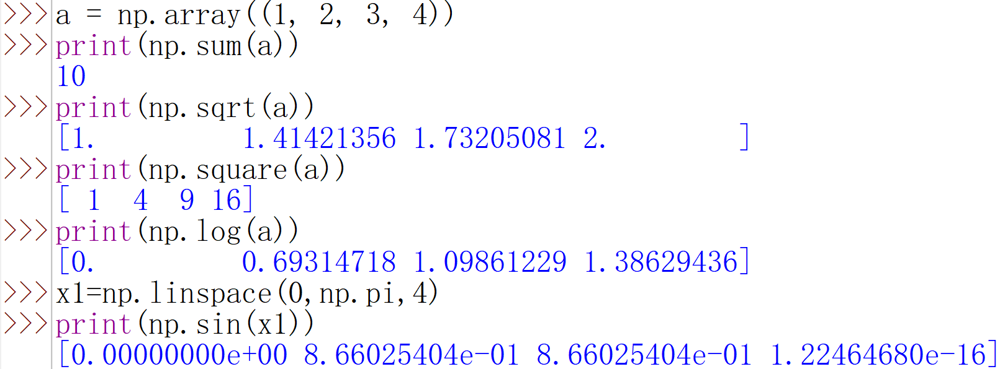 >>> a = np.array((1, 2, 3, 4))
>>> print(np.sum(a))
10
>>> print(np.sqrt(a))
[1.         1.41421356 1.73205081 2.        ]
>>> print(np.square(a))
[ 1  4  9 16]
>>> print(np.log(a))
[0.         0.69314718 1.09861229 1.38629436]
>>> x1=np.linspace(0,np.pi,4)
>>> print(np.sin(x1))
[0.00000000e+00 8.66025404e-01 8.66025404e-01 1.22464680e-16]